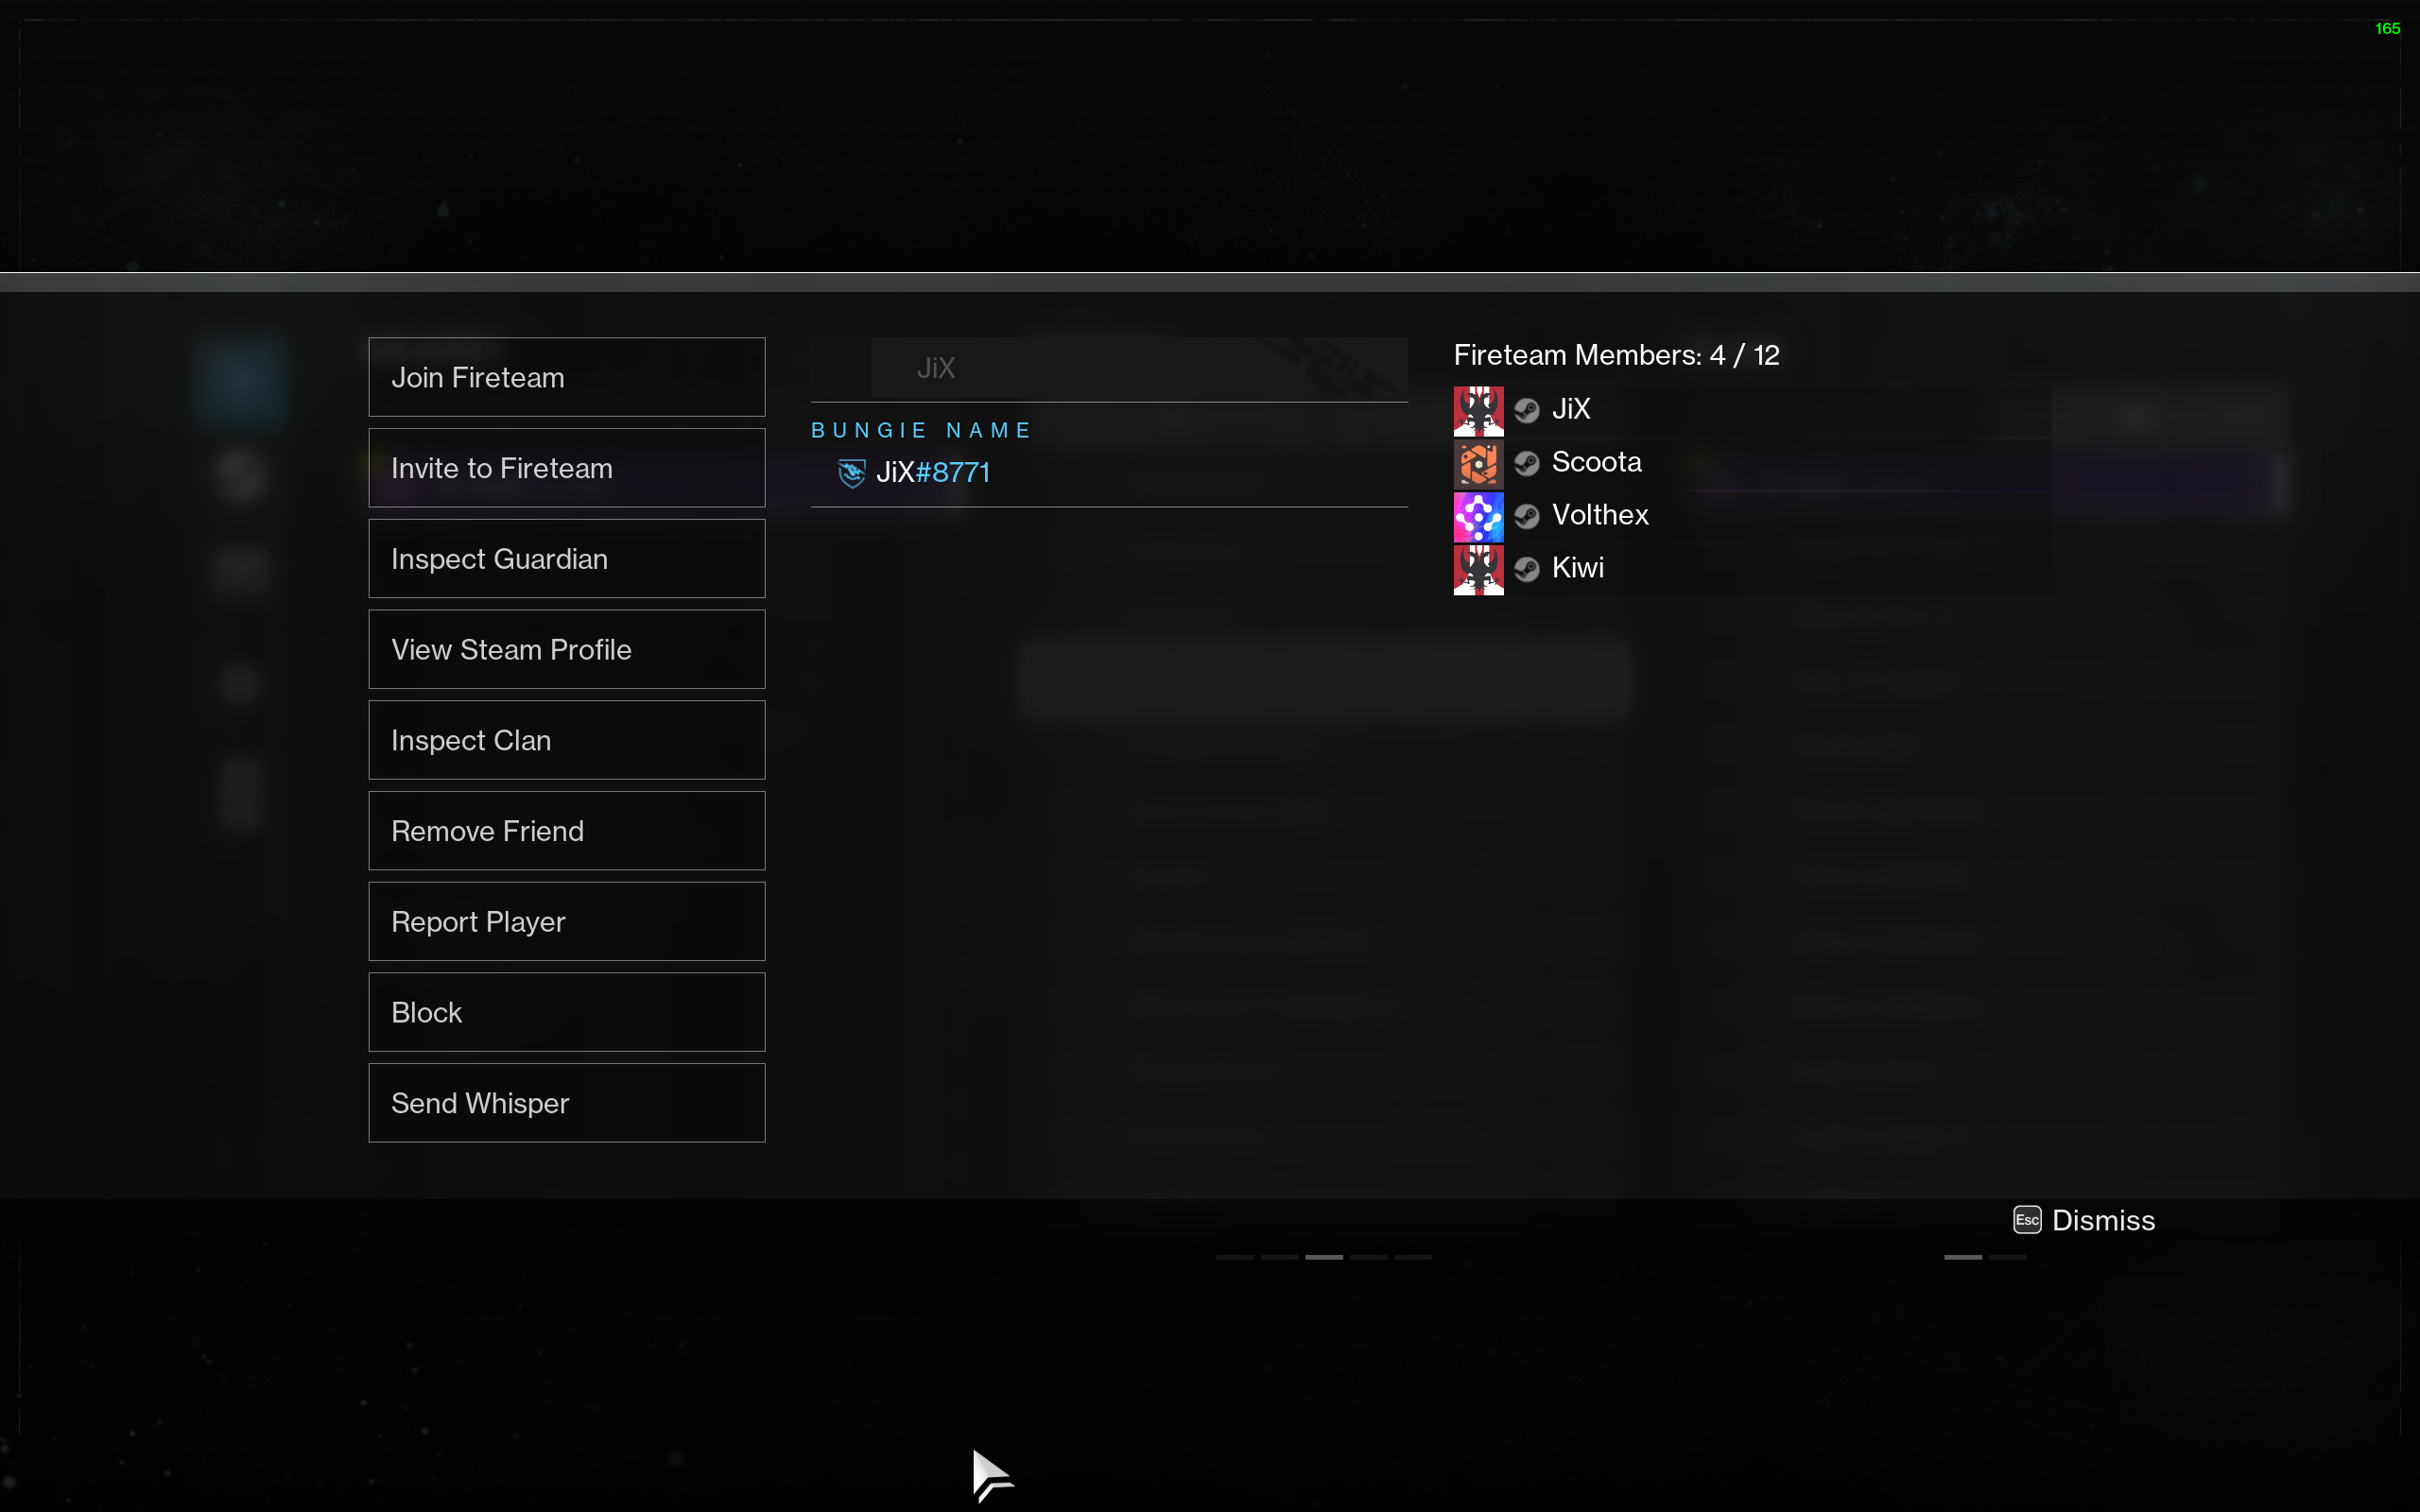 165
Join Fireteam
Invite to Fireteam
Inspect Guardian
View Steam Profile
Inspect Clan
Remove Friend
Report Player
Block
Send Whisper
JiX
BUNGIE NAME
JiX#8771
Fireteam Members: 4 / 12
JiX
Scoota
Volthex
Kiwi
Esc Dismiss